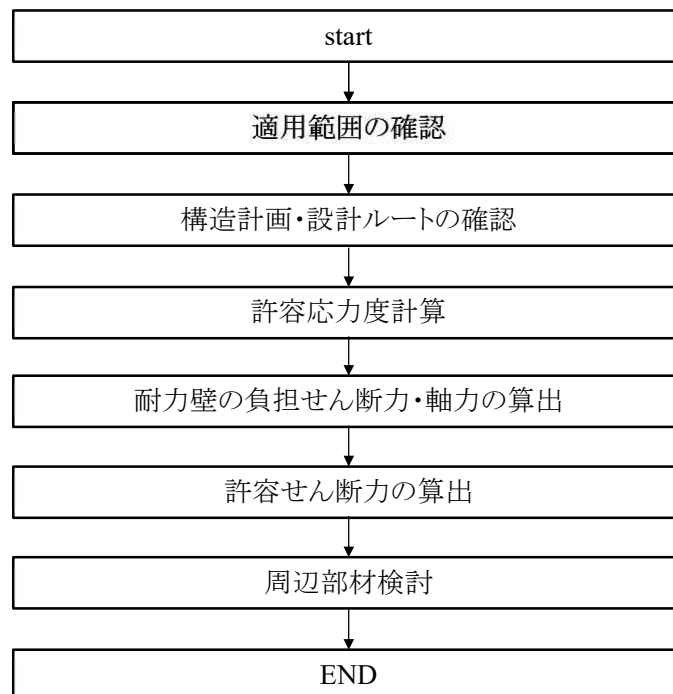 start
適用範囲の確認
構造計画・設計ルートの確認
許容応力度計算
耐力壁の負担せん断力・軸力の算出
許容せん断力の算出
周辺部材検討
END